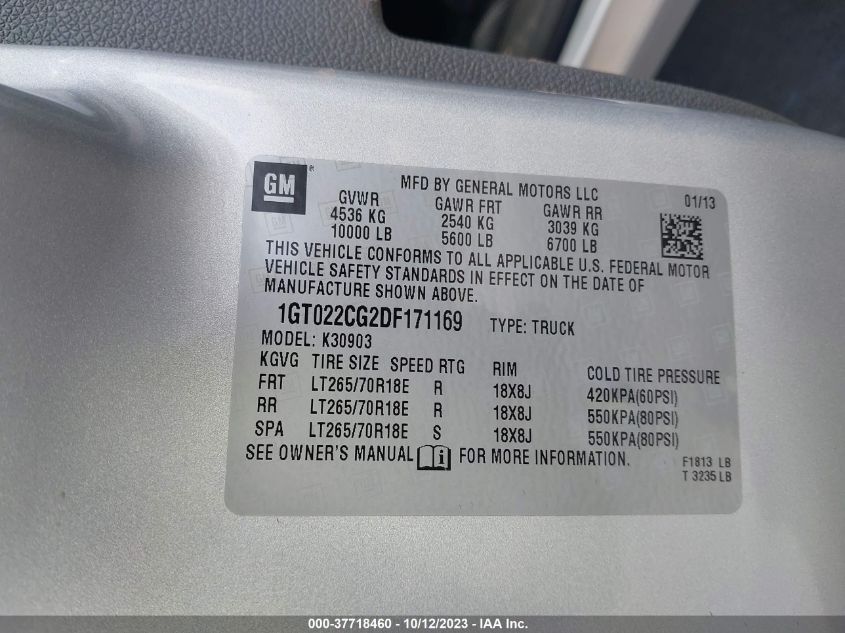 GM
MFD BY GENERAL MOTORS LLC
01/13
GVWR GAWR FRT GAWR RR
4536 KG 2540 KG 3039 KG
10000 LB 5600 LB 6700 LB
THIS VEHICLE CONFORMS TO ALL APPLICABLE U.S. FEDERAL MOTOR
VEHICLE SAFETY STANDARDS IN EFFECT ON THE DATE OF
MANUFACTURE SHOWN ABOVE.
1GT022CG2DF171169 TYPE: TRUCK
MODEL: K30903
KGVG TIRE SIZE SPEED RTG RIM COLD TIRE PRESSURE
FRT LT265/70R18E R 18X8J 420KPA(60PSI)
RR LT265/70R18E R 18X8J 550KPA(80PSI)
SPA LT265/70R18E S 18X8J 550KPA(80PSI)
SEE OWNER'S MANUAL FOR MORE INFORMATION.
F1813 LB
T 3235 LB
000-37718460 - 10/12/2023 - IAA Inc.